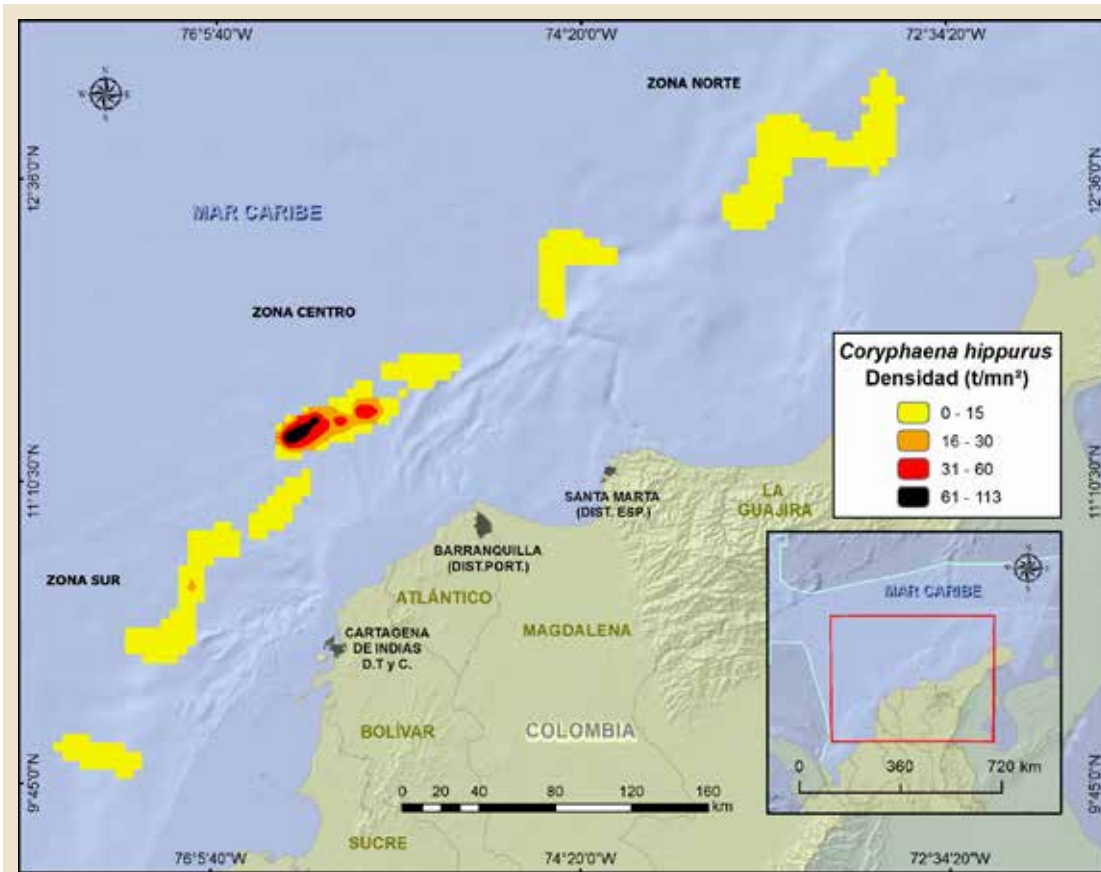 76°5'40"W
74°20'0"W
72°34'20"W
ZONA NORTE
12°36'0"N
12°36'0"N
MAR CARIBE
ZONA CENTRO
Coryphaena hippurus
Densidad (t/mn²)
0 - 15
16 - 30
31 - 60
61 - 113
11°10'30"N
11°10'30"N
SANTA MARTA
(DIST. ESP.)
LA
GUAJIRA
BARRANQUILLA
(DIST.PORT.)
ZONA SUR
ATLÁNTICO
MAGDALENA
CARTAGENA
DE INDIAS
D.T y C.
BOLÍVAR
COLOMBIA
SUCRE
0 20 40 80 120 160
km
MAR CARIBE
0 360 720 km
9°45'0"N
9°45'0"N
76°5'40"W
74°20'0"W
72°34'20"W